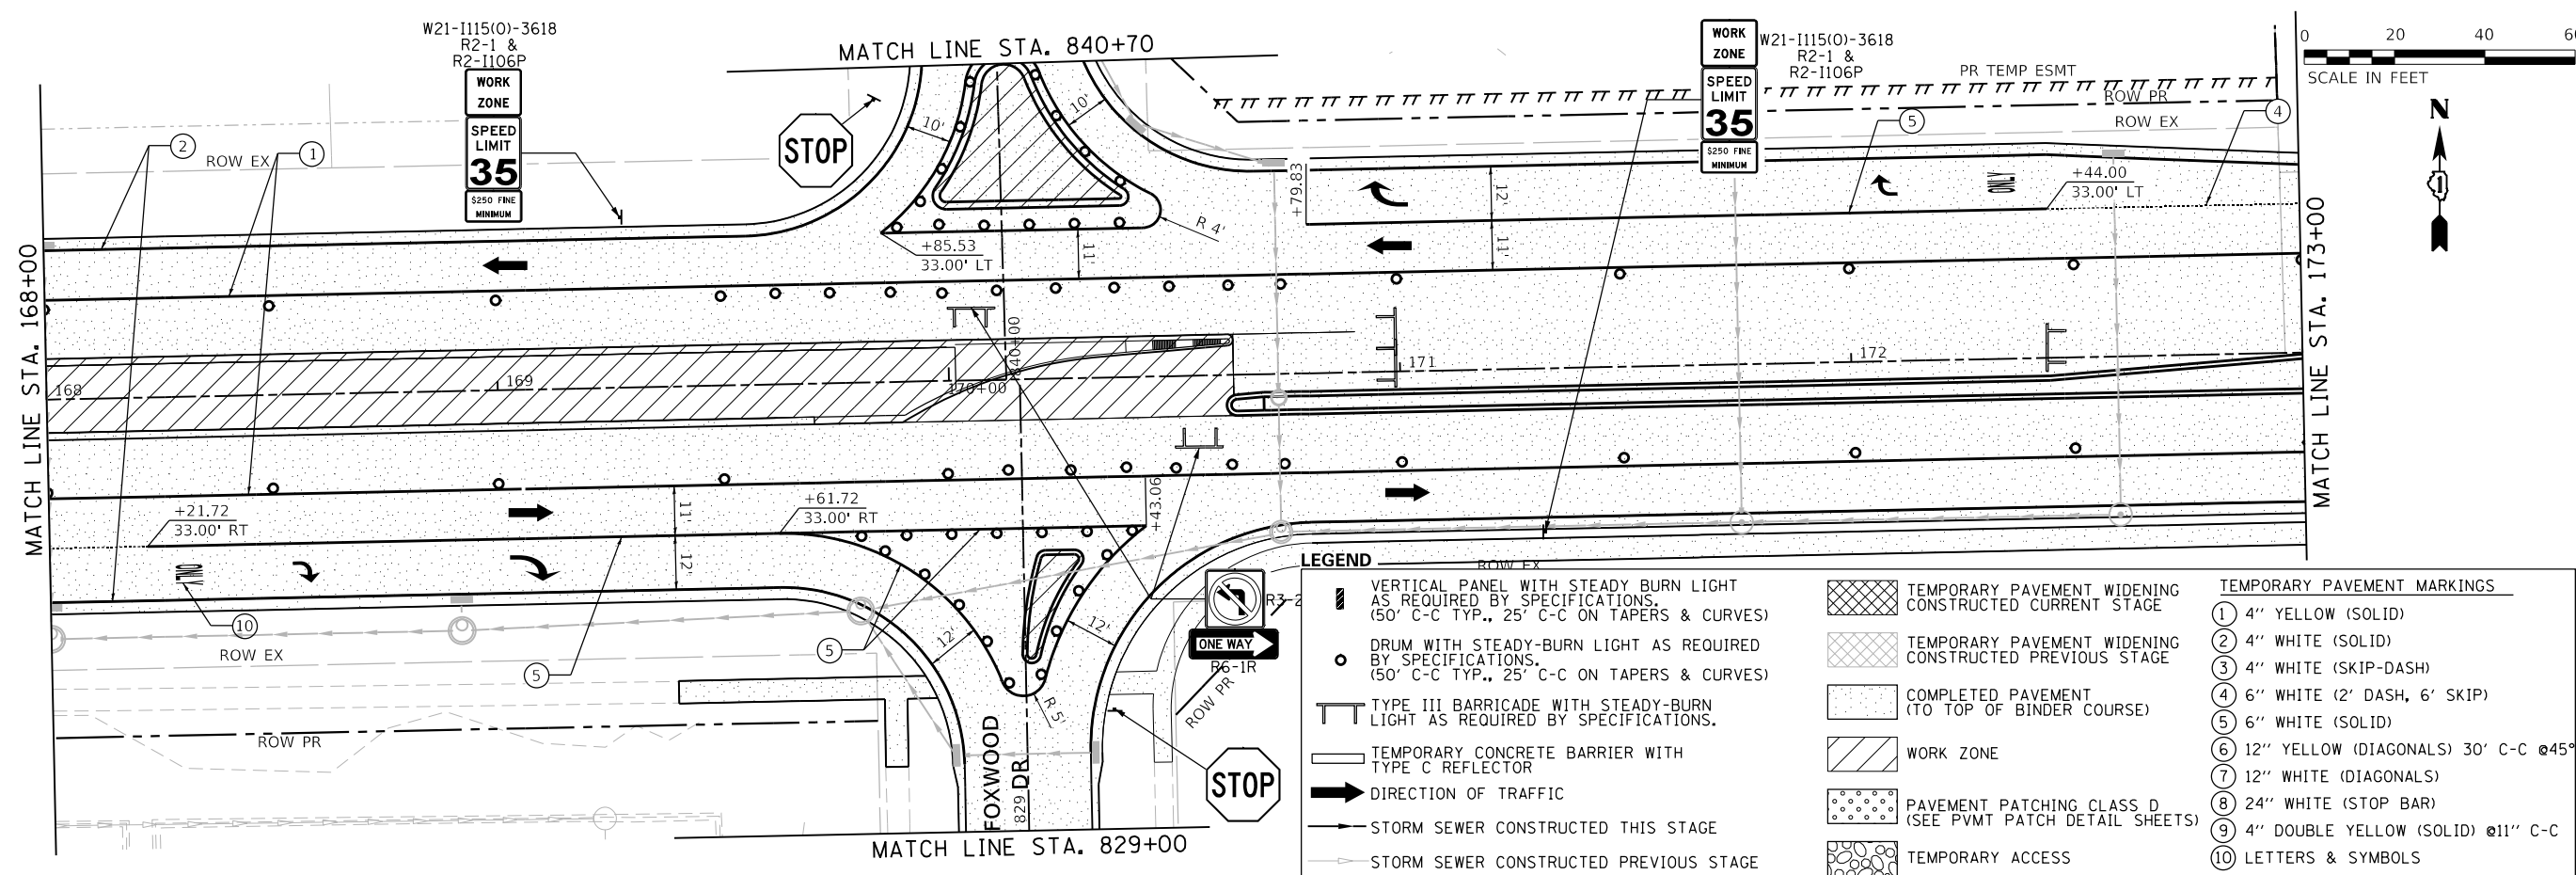 W21-I115(O)-3618
R2-1 &
R2-I106P
WORK
ZONE
SPEED
LIMIT
35
$250 FINE
MINIMUM
MATCH LINE STA. 840+70
STOP
WORK
ZONE
SPEED
LIMIT
35
$250 FINE
MINIMUM
W21-I115(O)-3618
R2-1 &
R2-I106P
PR TEMP ESMT
ROW PR
ROW EX
0 20 40 60
SCALE IN FEET
N
2
ROW EX
1
10'
10'
5
4
+79.83
12'
11'
+44.00
33.00' LT
R 4'
+85.53
33.00' LT
11'
MATCH LINE STA. 168+00
MATCH LINE STA. 173+00
168
169
170+00
840+00
171
172
+21.72
33.00' RT
11'
12'
+61.72
33.00' RT
+43.06
10
ROW EX
5
5
12'
12'
R 5'
ROW PR
FOXWOOD DR
829
MATCH LINE STA. 829+00
R3-2
ONE WAY
R6-1R
ROW PR
STOP
ROW EX
LEGEND
VERTICAL PANEL WITH STEADY BURN LIGHT
AS REQUIRED BY SPECIFICATIONS.
(50' C-C TYP., 25' C-C ON TAPERS & CURVES)
DRUM WITH STEADY-BURN LIGHT AS REQUIRED
BY SPECIFICATIONS.
(50' C-C TYP., 25' C-C ON TAPERS & CURVES)
TYPE III BARRICADE WITH STEADY-BURN
LIGHT AS REQUIRED BY SPECIFICATIONS.
TEMPORARY CONCRETE BARRIER WITH
TYPE C REFLECTOR
DIRECTION OF TRAFFIC
STORM SEWER CONSTRUCTED THIS STAGE
STORM SEWER CONSTRUCTED PREVIOUS STAGE
TEMPORARY PAVEMENT WIDENING
CONSTRUCTED CURRENT STAGE
TEMPORARY PAVEMENT WIDENING
CONSTRUCTED PREVIOUS STAGE
COMPLETED PAVEMENT
(TO TOP OF BINDER COURSE)
WORK ZONE
PAVEMENT PATCHING CLASS D
(SEE PVMT PATCH DETAIL SHEETS)
TEMPORARY ACCESS
TEMPORARY PAVEMENT MARKINGS
1 4'' YELLOW (SOLID)
2 4'' WHITE (SOLID)
3 4'' WHITE (SKIP-DASH)
4 6'' WHITE (2' DASH, 6' SKIP)
5 6'' WHITE (SOLID)
6 12'' YELLOW (DIAGONALS) 30' C-C @45°
7 12'' WHITE (DIAGONALS)
8 24'' WHITE (STOP BAR)
9 4'' DOUBLE YELLOW (SOLID) @11'' C-C
10 LETTERS & SYMBOLS